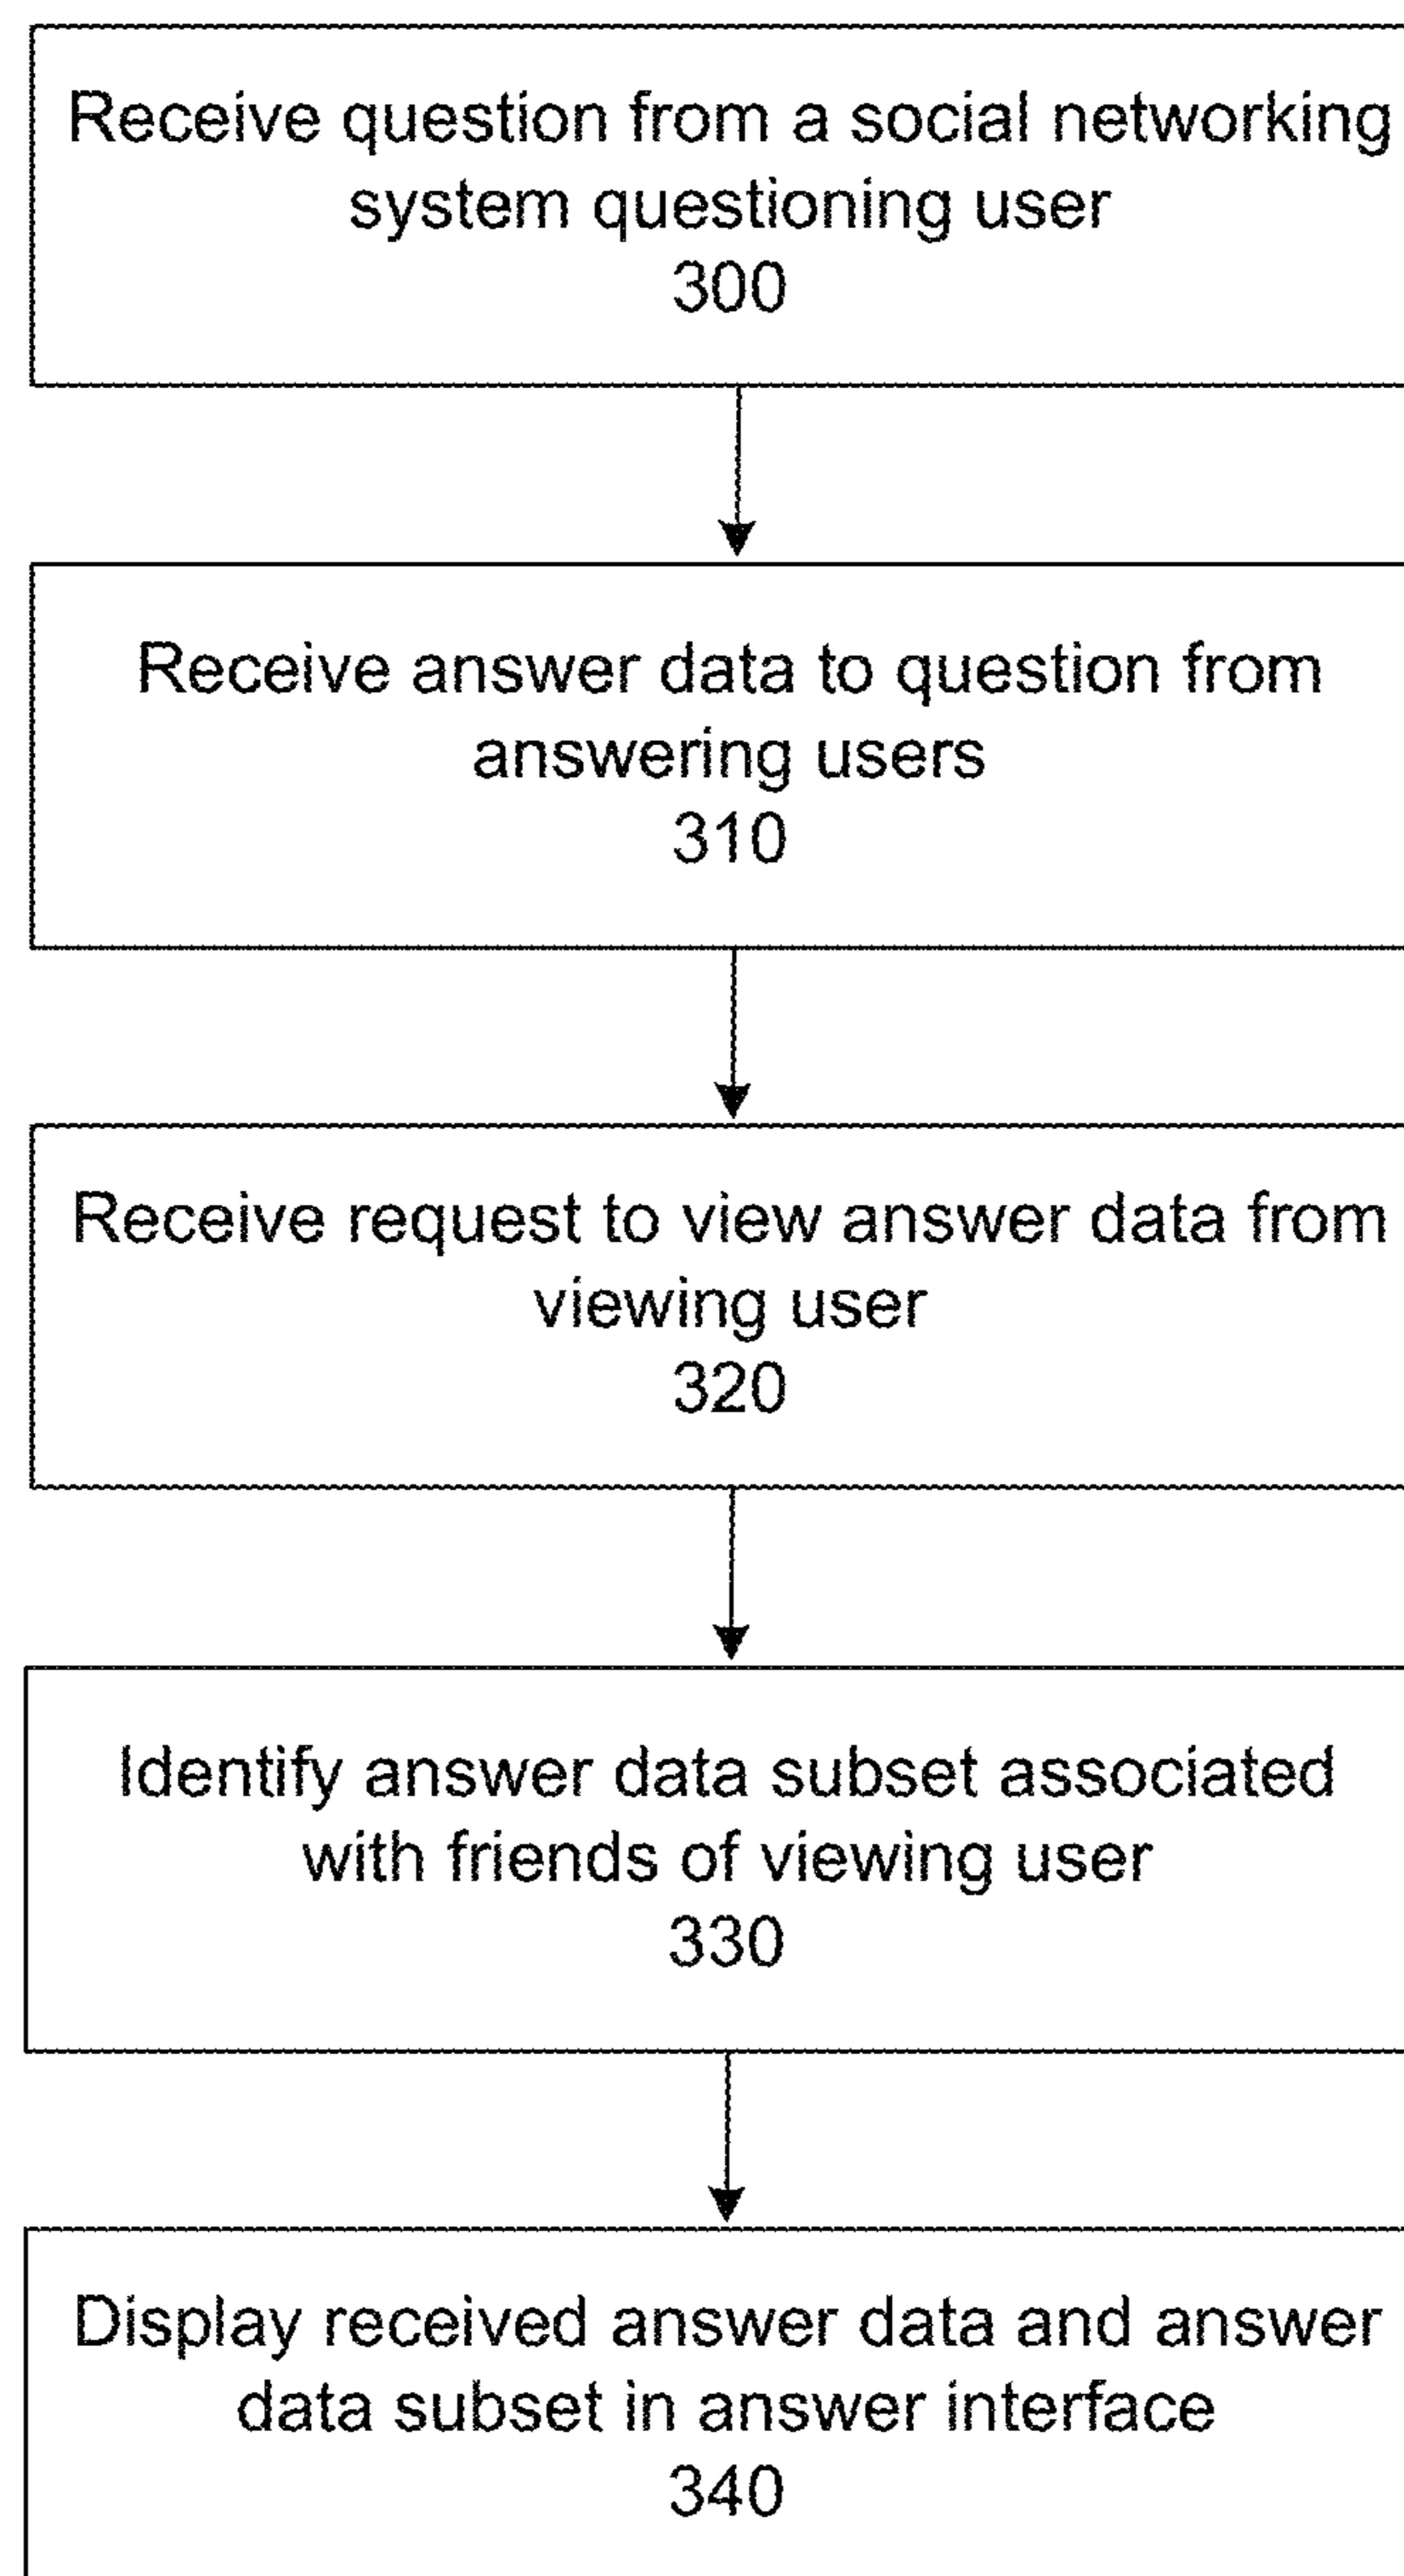 Receive question from a social networking
system questioning user
300
Receive answer data to question from
answering users
310
Receive request to view answer data from
viewing user
320
Identify answer data subset associated
with friends of viewing user
330
Display received answer data and answer
data subset in answer interface
340